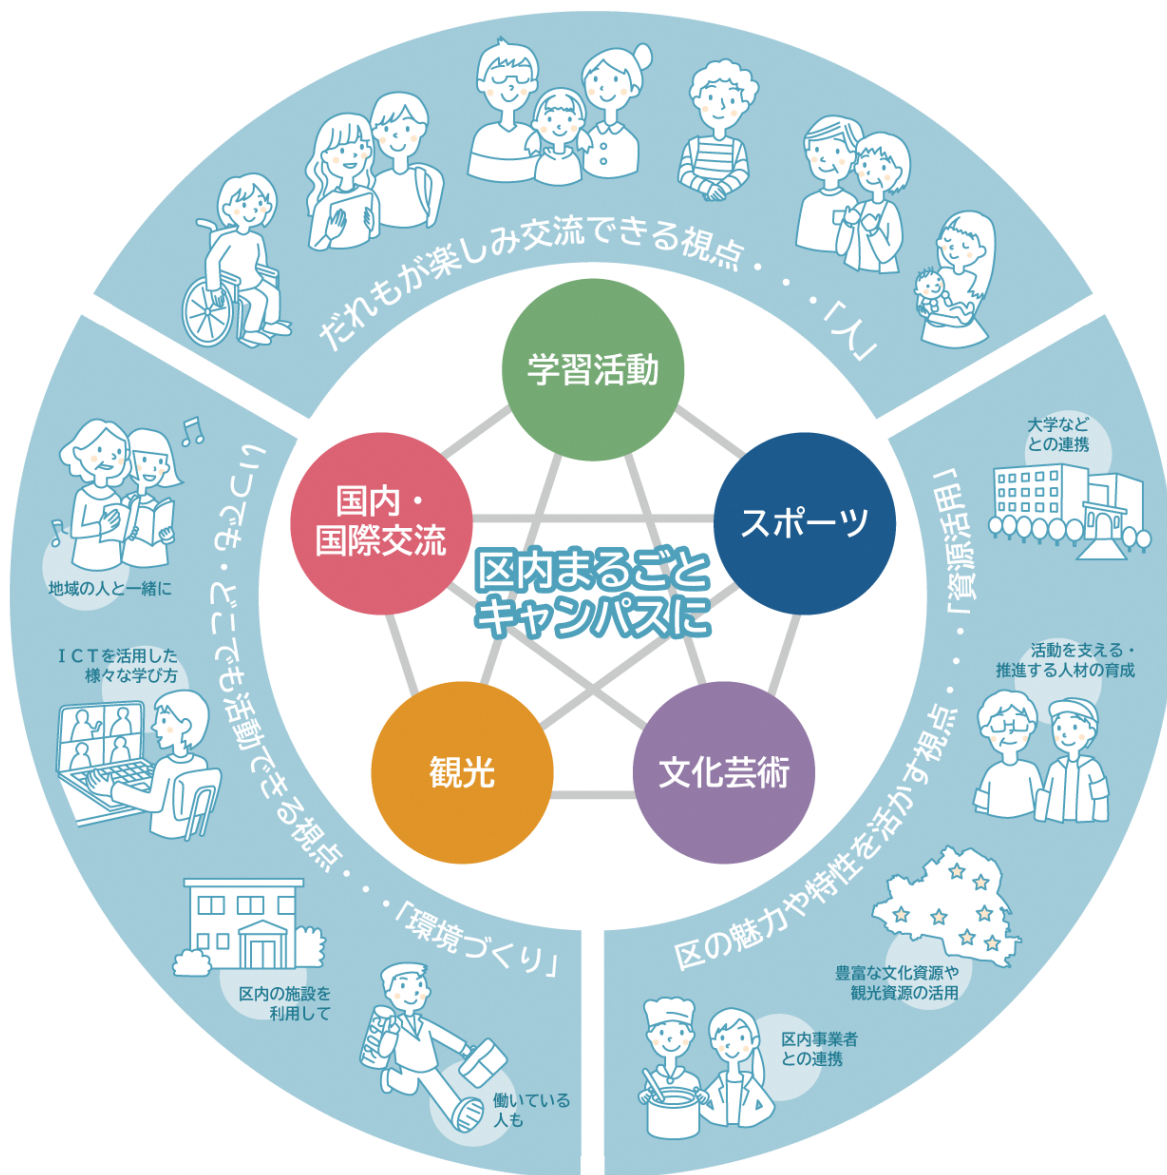 だれもが楽しみ交流できる視点・・・「人」
学習活動
国内・
国際交流
スポーツ
区内まるごと
キャンパスに
観光
文化芸術
いつでも・どこでも活動できる視点・・・「環境づくり」
地域の人と一緒に
ＩＣＴを活用した
様々な学び方
区内の施設を
利用して
働いている
人も
区の魅力や特性を活かす視点・・・「資源活用」
大学など
との連携
活動を支える・
推進する人材の育成
豊富な文化資源や
観光資源の活用
区内事業者
との連携